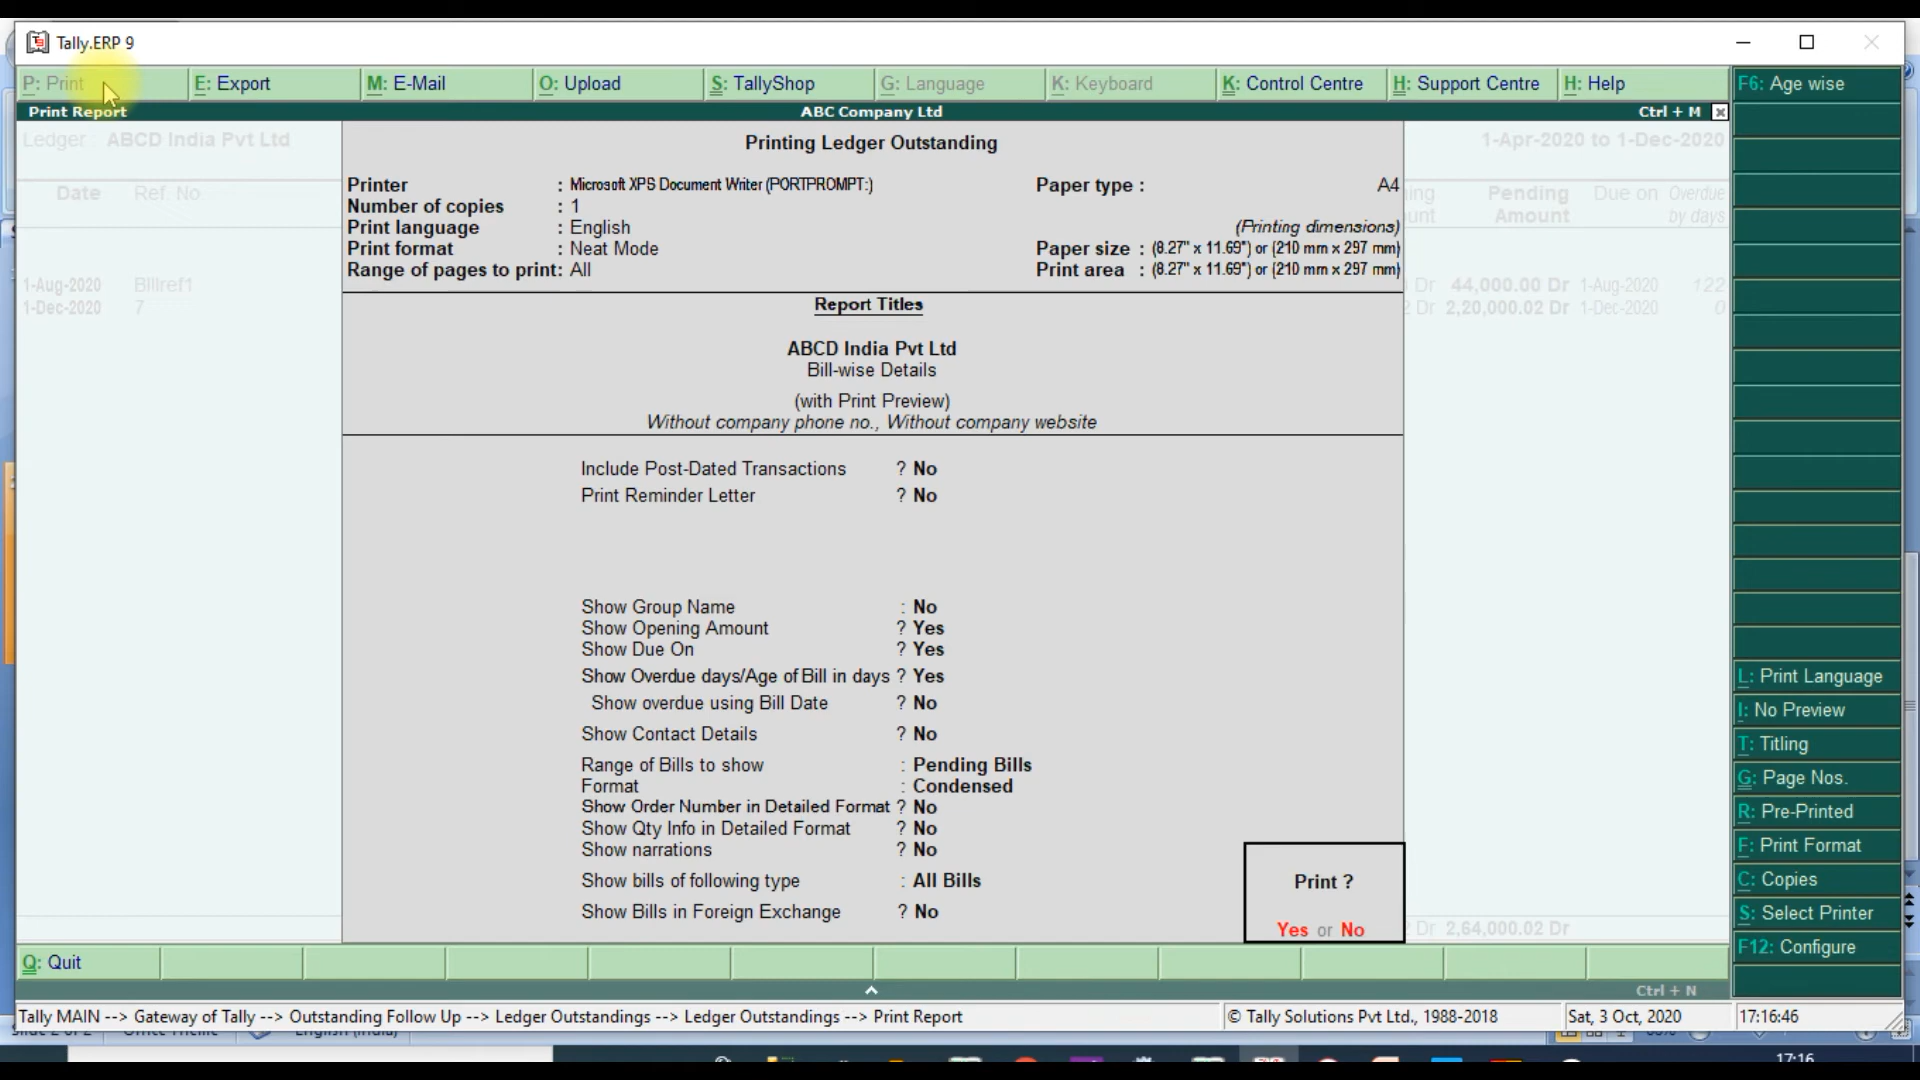 Tally.ERP 9
P: Print E: Export M: E-Mail O: Upload S: TallyShop G: Language K: Keyboard K: Control Centre H: Support Centre H: Help F6: Age wise
Print Report ABC Company Ltd Ctrl + M
Ledger : ABCD India Pvt Ltd 1-Apr-2020 to 1-Dec-2020
Printing Ledger Outstanding
Date Ref. No. Pending Amount Due on Overdue by days
Printer : Microsoft XPS Document Writer (PORTPROMPT:) Paper type : A4
Number of copies : 1
Print language : English (Printing dimensions)
Print format : Neat Mode Paper size : (8.27" x 11.69") or (210 mm x 297 mm)
Range of pages to print : All Print area : (8.27" x 11.69") or (210 mm x 297 mm)
1-Aug-2020 Billref1 Dr 44,000.00 Dr 1-Aug-2020 122
1-Dec-2020 7 2 Dr 2,20,000.02 Dr 1-Dec-2020 0
Report Titles
ABCD India Pvt Ltd
Bill-wise Details
(with Print Preview)
Without company phone no., Without company website
Include Post-Dated Transactions ? No
Print Reminder Letter ? No
Show Group Name : No
Show Opening Amount ? Yes
Show Due On ? Yes
Show Overdue days/Age of Bill in days ? Yes
Show overdue using Bill Date ? No
Show Contact Details ? No
Range of Bills to show : Pending Bills
Format : Condensed
Show Order Number in Detailed Format ? No
Show Qty Info in Detailed Format ? No
Show narrations ? No
Show bills of following type : All Bills
Show Bills in Foreign Exchange ? No
Print ?
Yes or No
Dr 2,64,000.02 Dr
L: Print Language
I: No Preview
T: Titling
G: Page Nos.
R: Pre-Printed
F: Print Format
C: Copies
S: Select Printer
F12: Configure
Q: Quit
Ctrl + N
Tally MAIN --> Gateway of Tally --> Outstanding Follow Up --> Ledger Outstandings --> Ledger Outstandings --> Print Report © Tally Solutions Pvt Ltd., 1988-2018 Sat, 3 Oct, 2020 17:16:46
17:16